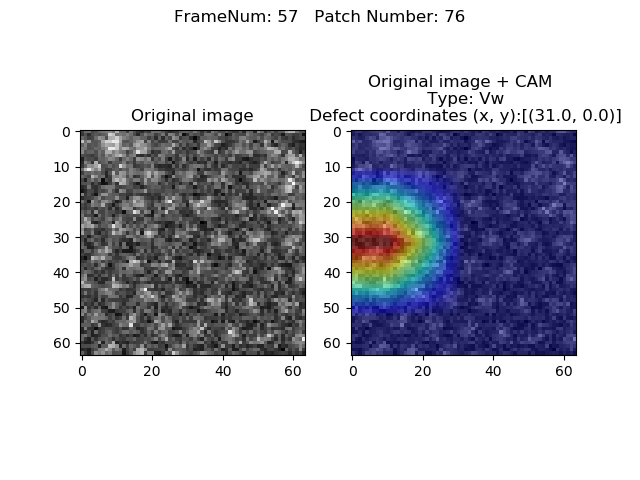 FrameNum: 57   Patch Number: 76
Original image
Original image + CAM
Type: Vw
Defect coordinates (x, y):[(31.0, 0.0)]
0
10
20
30
40
50
60
0 20 40 60
0
10
20
30
40
50
60
0 20 40 60